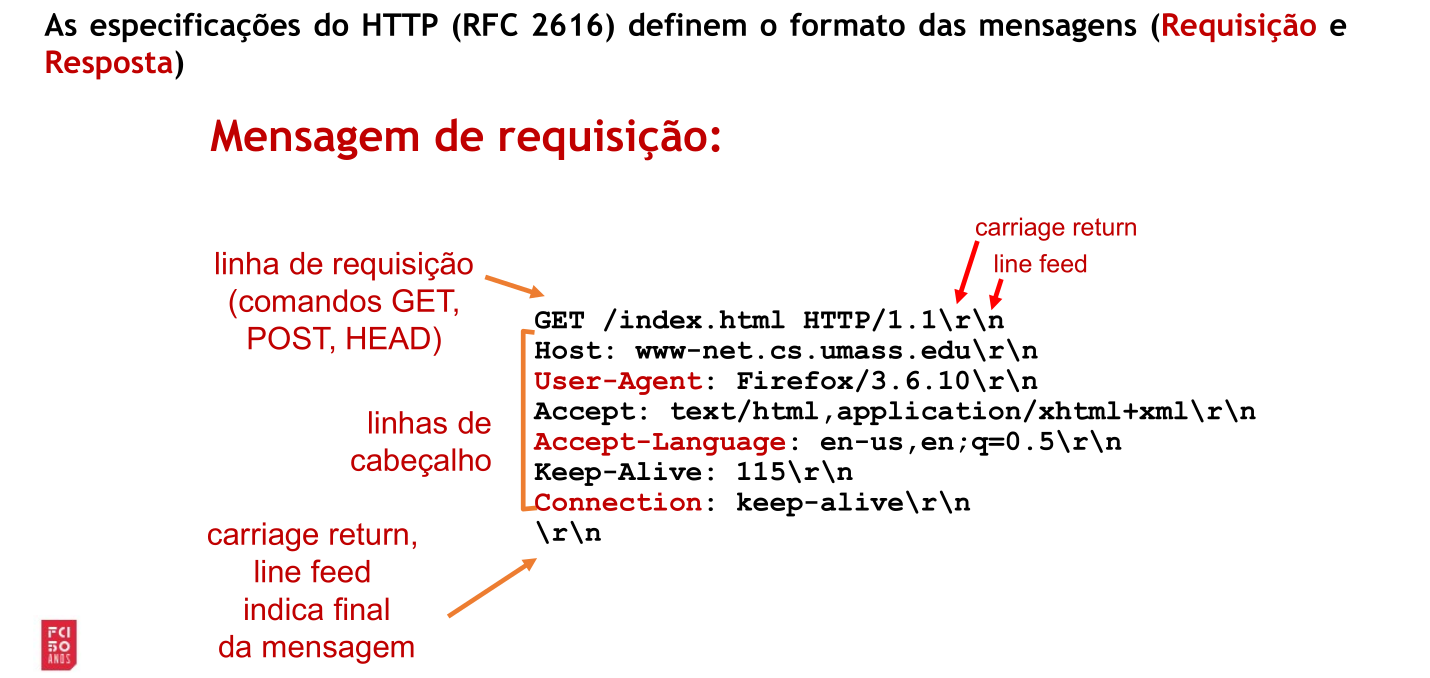 As especificações do HTTP (RFC 2616) definem o formato das mensagens (Requisição e
Resposta)
Mensagem de requisição:
carriage return
line feed
linha de requisição
(comandos GET,
POST, HEAD)
GET /index.html HTTP/1.1\r\n
Host: www-net.cs.umass.edu\r\n
User-Agent: Firefox/3.6.10\r\n
Accept: text/html,application/xhtml+xml\r\n
Accept-Language: en-us,en;q=0.5\r\n
Keep-Alive: 115\r\n
Connection: keep-alive\r\n
\r\n
linhas de
cabeçalho
carriage return,
line feed
indica final
da mensagem
FCI
50
ANOS